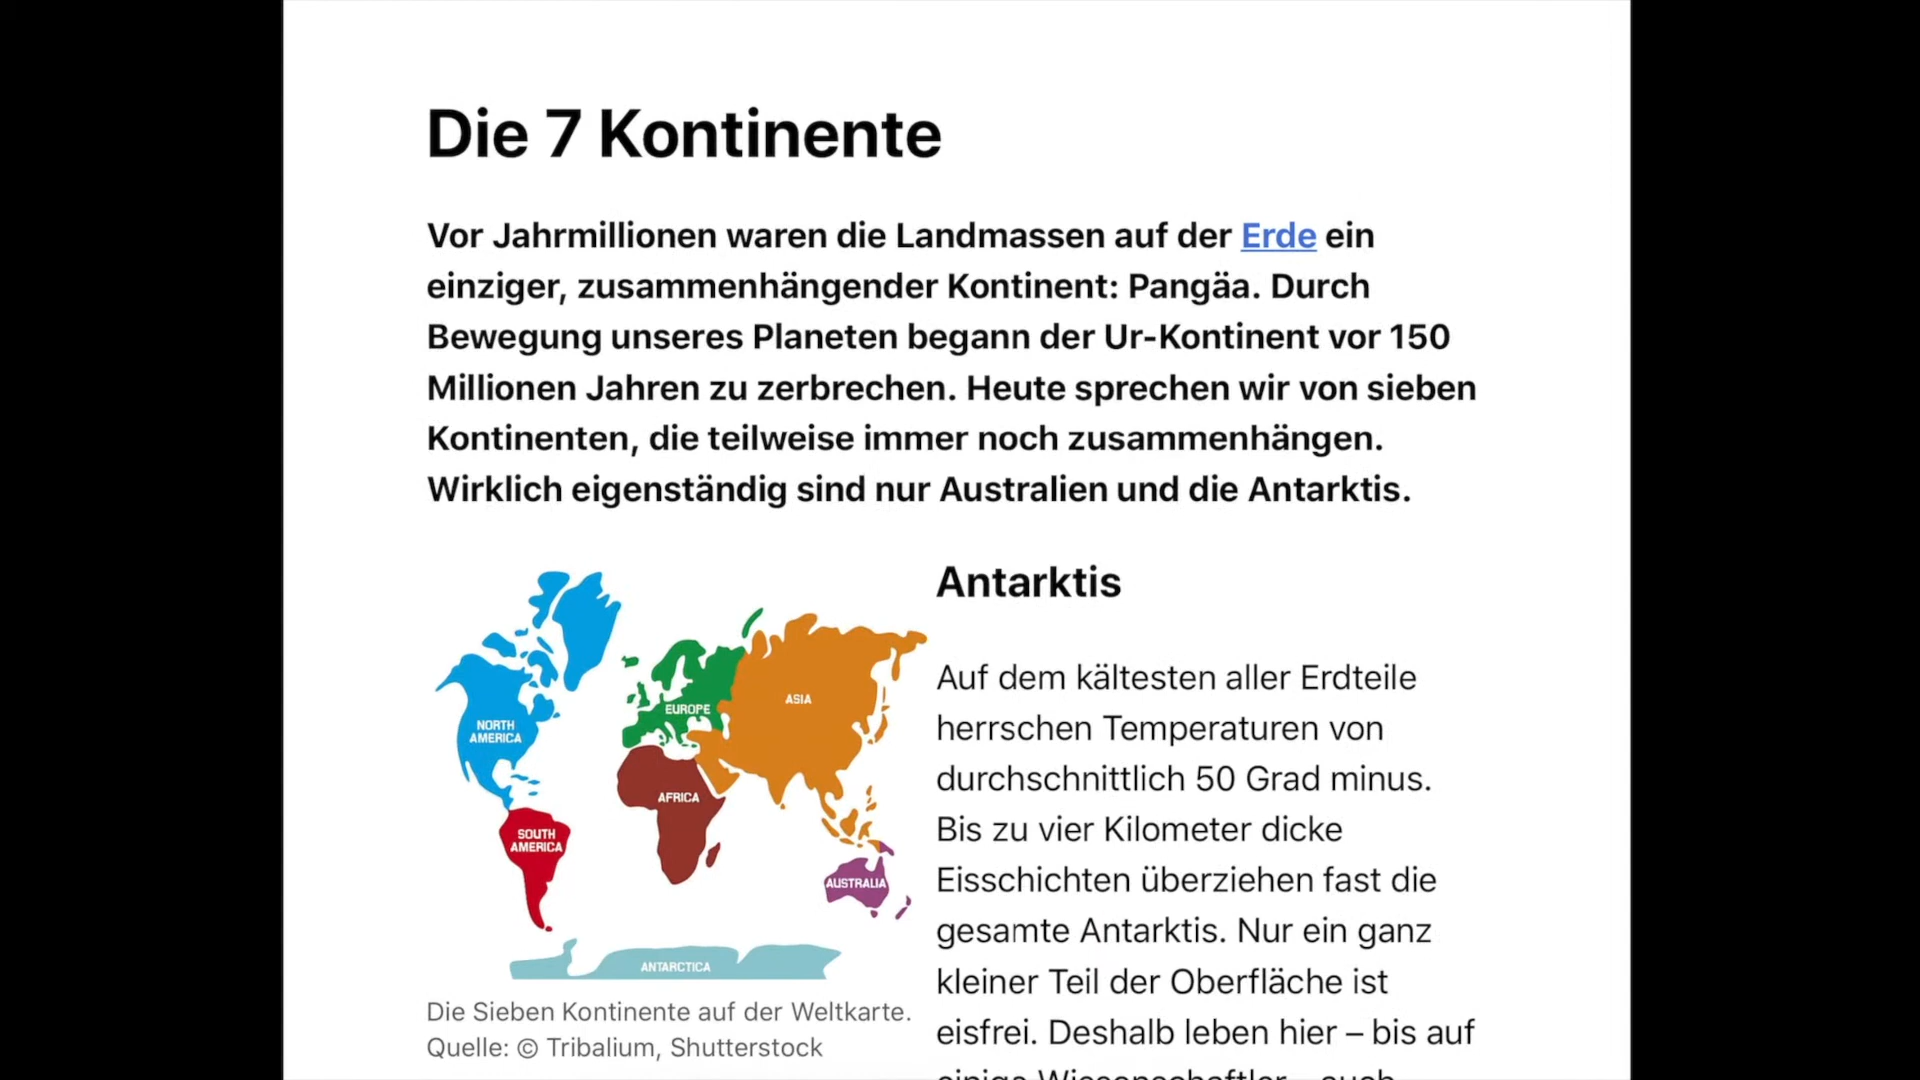 Die 7 Kontinente
Vor Jahrmillionen waren die Landmassen auf der Erde ein
einziger, zusammenhängender Kontinent: Pangäa. Durch
Bewegung unseres Planeten begann der Ur-Kontinent vor 150
Millionen Jahren zu zerbrechen. Heute sprechen wir von sieben
Kontinenten, die teilweise immer noch zusammenhängen.
Wirklich eigenständig sind nur Australien und die Antarktis.
NORTH
AMERICA
EUROPE
ASIA
AFRICA
SOUTH
AMERICA
AUSTRALIA
ANTARCTICA
Die Sieben Kontinente auf der Weltkarte.
Quelle: © Tribalium, Shutterstock
Antarktis
Auf dem kältesten aller Erdteile
herrschen Temperaturen von
durchschnittlich 50 Grad minus.
Bis zu vier Kilometer dicke
Eisschichten überziehen fast die
gesamte Antarktis. Nur ein ganz
kleiner Teil der Oberfläche ist
eisfrei. Deshalb leben hier – bis auf